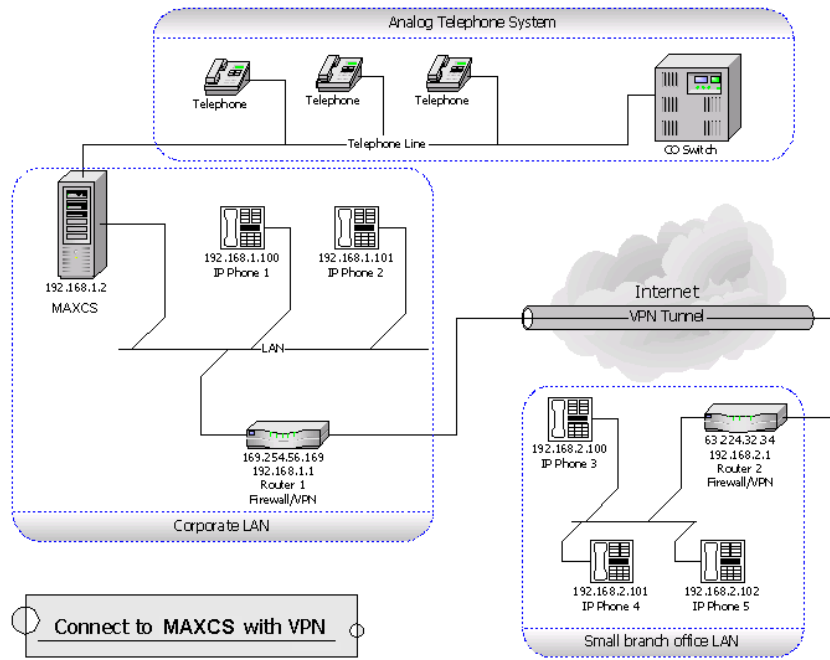 Analog Telephone System
Telephone
Telephone
Telephone
Telephone Line
CO Switch
192.168.1.2
MAXCS
192.168.1.100
IP Phone 1
192.168.1.101
IP Phone 2
LAN
169.254.56.169
192.168.1.1
Router 1
Firewall/VPN
Corporate LAN
Internet
VPN Tunnel
192.168.2.100
IP Phone 3
63.224.32.34
192.168.2.1
Router 2
Firewall/VPN
192.168.2.101
IP Phone 4
192.168.2.102
IP Phone 5
Small branch office LAN
Connect to MAXCS with VPN